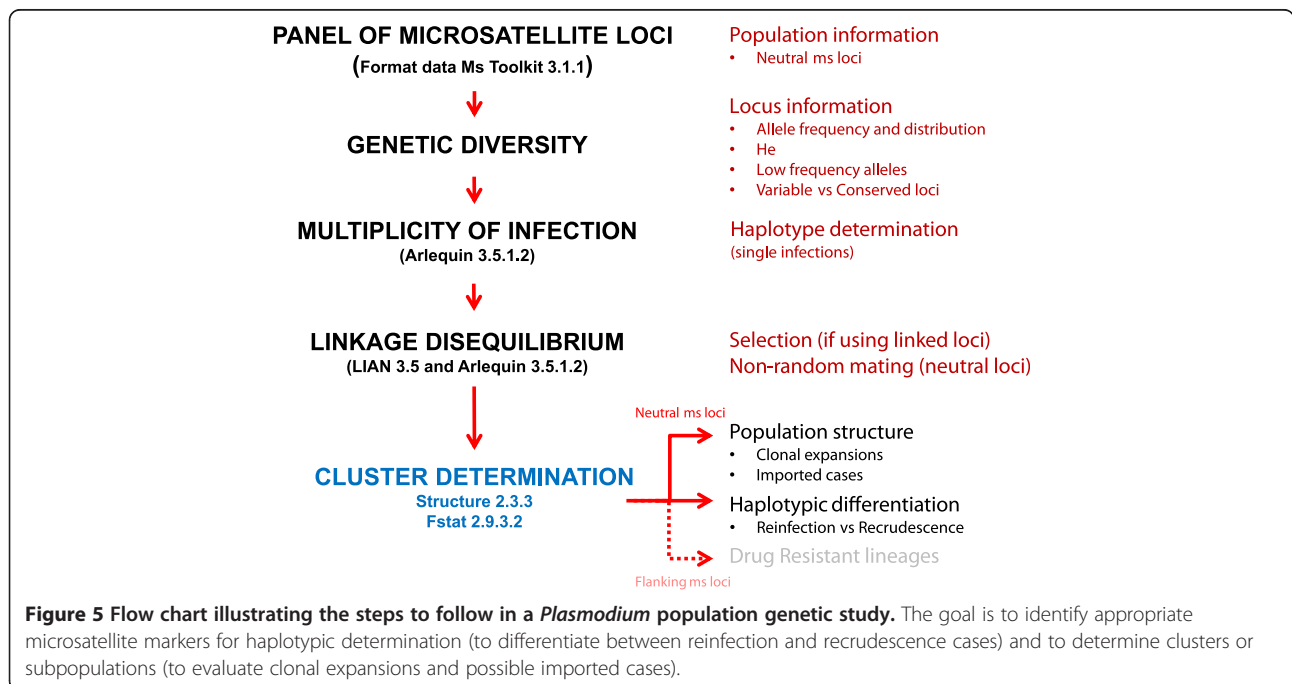 PANEL OF MICROSATELLITE LOCI
(Format data Ms Toolkit 3.1.1)
Population information
• Neutral ms loci
GENETIC DIVERSITY
Locus information
• Allele frequency and distribution
• He
• Low frequency alleles
• Variable vs Conserved loci
MULTIPLICITY OF INFECTION
(Arlequin 3.5.1.2)
Haplotype determination
(single infections)
LINKAGE DISEQUILIBRIUM
(LIAN 3.5 and Arlequin 3.5.1.2)
Selection (if using linked loci)
Non-random mating (neutral loci)
CLUSTER DETERMINATION
Structure 2.3.3
Fstat 2.9.3.2
Neutral ms loci
Population structure
• Clonal expansions
• Imported cases
Haplotypic differentiation
• Reinfection vs Recrudescence
Drug Resistant lineages
Flanking ms loci
Figure 5 Flow chart illustrating the steps to follow in a Plasmodium population genetic study. The goal is to identify appropriate
microsatellite markers for haplotypic determination (to differentiate between reinfection and recrudescence cases) and to determine clusters or
subpopulations (to evaluate clonal expansions and possible imported cases).